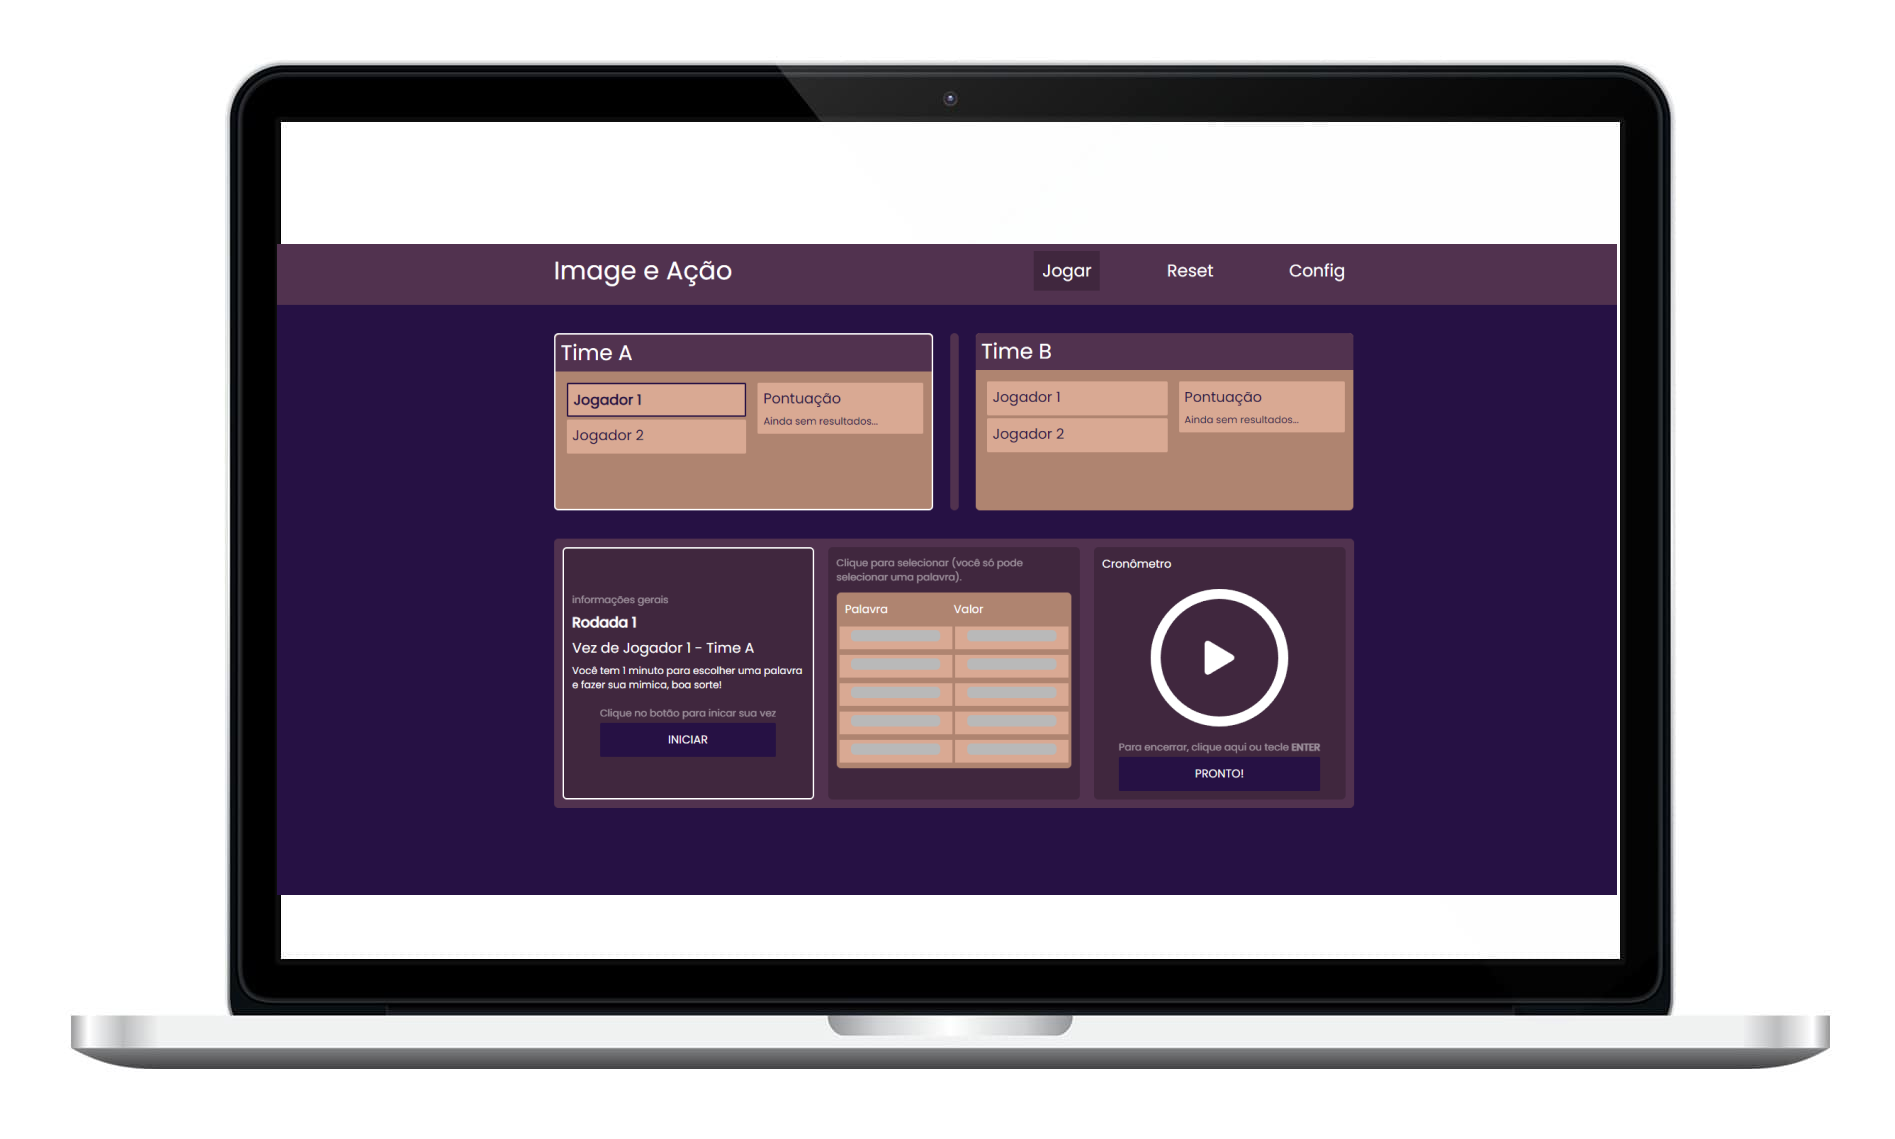 Image e Ação
Jogar
Reset
Config
Time A
Jogador 1
Jogador 2
Pontuação
Ainda sem resultados...
Time B
Jogador 1
Jogador 2
Pontuação
Ainda sem resultados...
informações gerais
Rodada 1
Vez de Jogador 1 - Time A
Você tem 1 minuto para escolher uma palavra
e fazer sua mímica, boa sorte!
Clique no botão para inicar sua vez
INICIAR
Clique para selecionar (você só pode
selecionar uma palavra).
Palavra
Valor
Cronômetro
Para encerrar, clique aqui ou tecle ENTER
PRONTO!